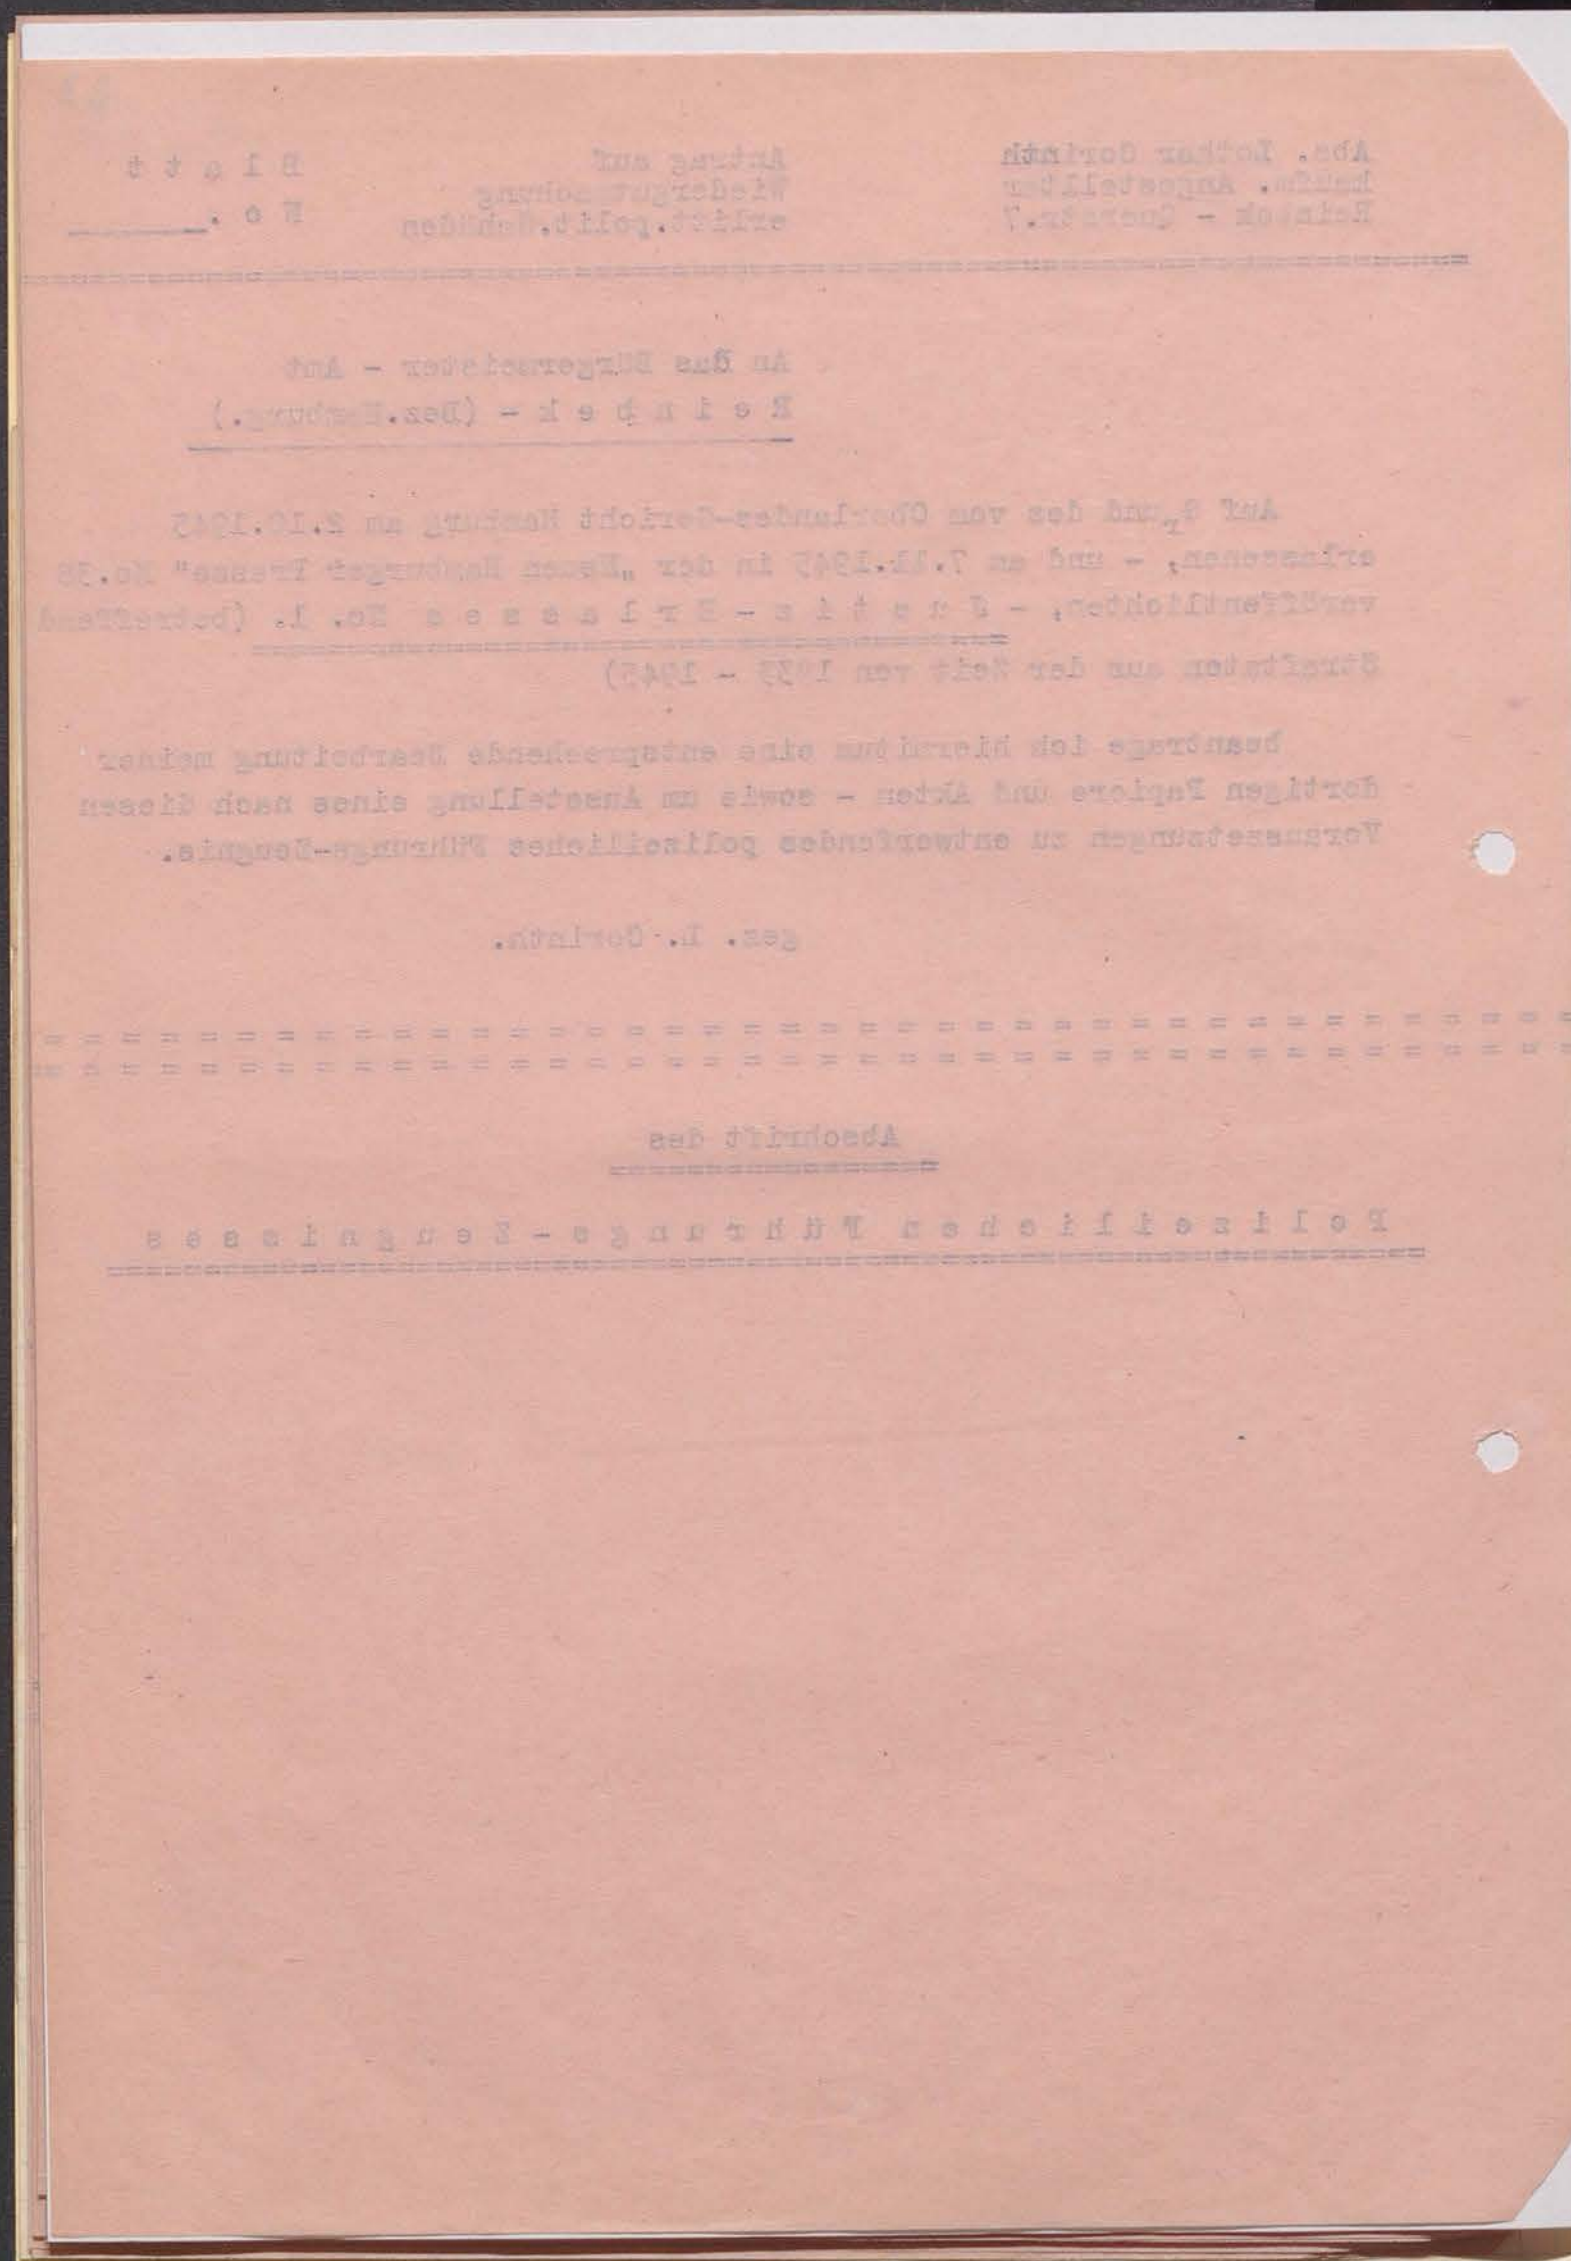 Abs. Lothar Corinth
kaufm. Angestellter
Reinbek - Querstr.7
Antrag auf
Wiedergutmachung
erlitt.polit.Schäden
B l a t t
N o .______
An das Bürgermeister - Amt
R e i n b e k - (Bez.Hamburg.)
Auf Grund des vom Oberlandes-Gericht Hamburg am 2.10.1945
erlassenen, - und am 7.11.1945 in der „Neuen Hamburger Presse" No.38
veröffentlichten, - J u s t i z - E r l a s s e s No. 1. (betreffend
Straftaten aus der Zeit von 1933 - 1945)
beantrage ich hiermit eine entsprechende Bearbeitung meiner
dortigen Papiere und Akten - sowie um Ausstellung eines nach diesen
Voraussetzungen zu entwerfendes polizeiliches Führungs-Zeugnis.
gez. L. Corinth.
Abschrift des
P o l i z e i l i c h e n F ü h r u n g s - Z e u g n i s s e s